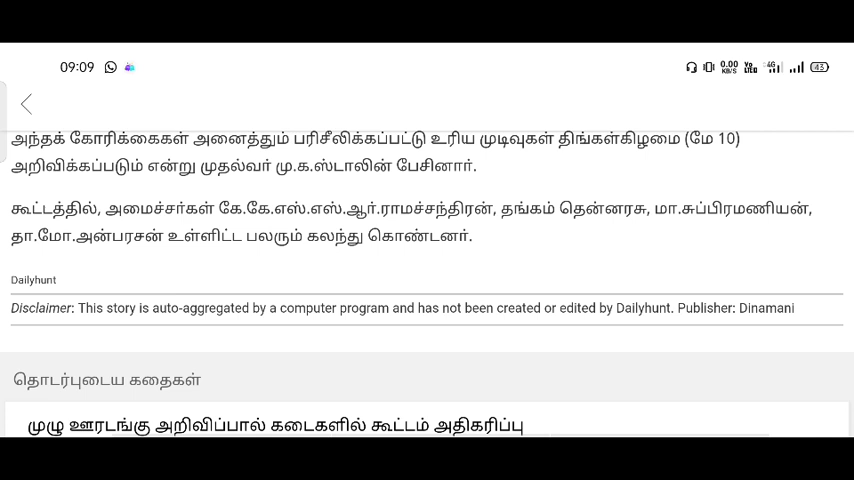 09:09
0.00 KB/S
Vo LTE
4G
43
அந்தக் கோரிக்கைகள் அனைத்தும் பரிசீலிக்கப்பட்டு உரிய முடிவுகள் திங்கள்கிழமை (மே 10)
அறிவிக்கப்படும் என்று முதல்வர் மு.க.ஸ்டாலின் பேசினார்.
கூட்டத்தில், அமைச்சர்கள் கே.கே.எஸ்.எஸ்.ஆர்.ராமச்சந்திரன், தங்கம் தென்னரசு, மா.சுப்பிரமணியன்,
தா.மோ.அன்பரசன் உள்ளிட்ட பலரும் கலந்து கொண்டனர்.
Dailyhunt
Disclaimer: This story is auto-aggregated by a computer program and has not been created or edited by Dailyhunt. Publisher: Dinamani
தொடர்புடைய கதைகள்
முழு ஊரடங்கு அறிவிப்பால் கடைகளில் கூட்டம் அதிகரிப்பு